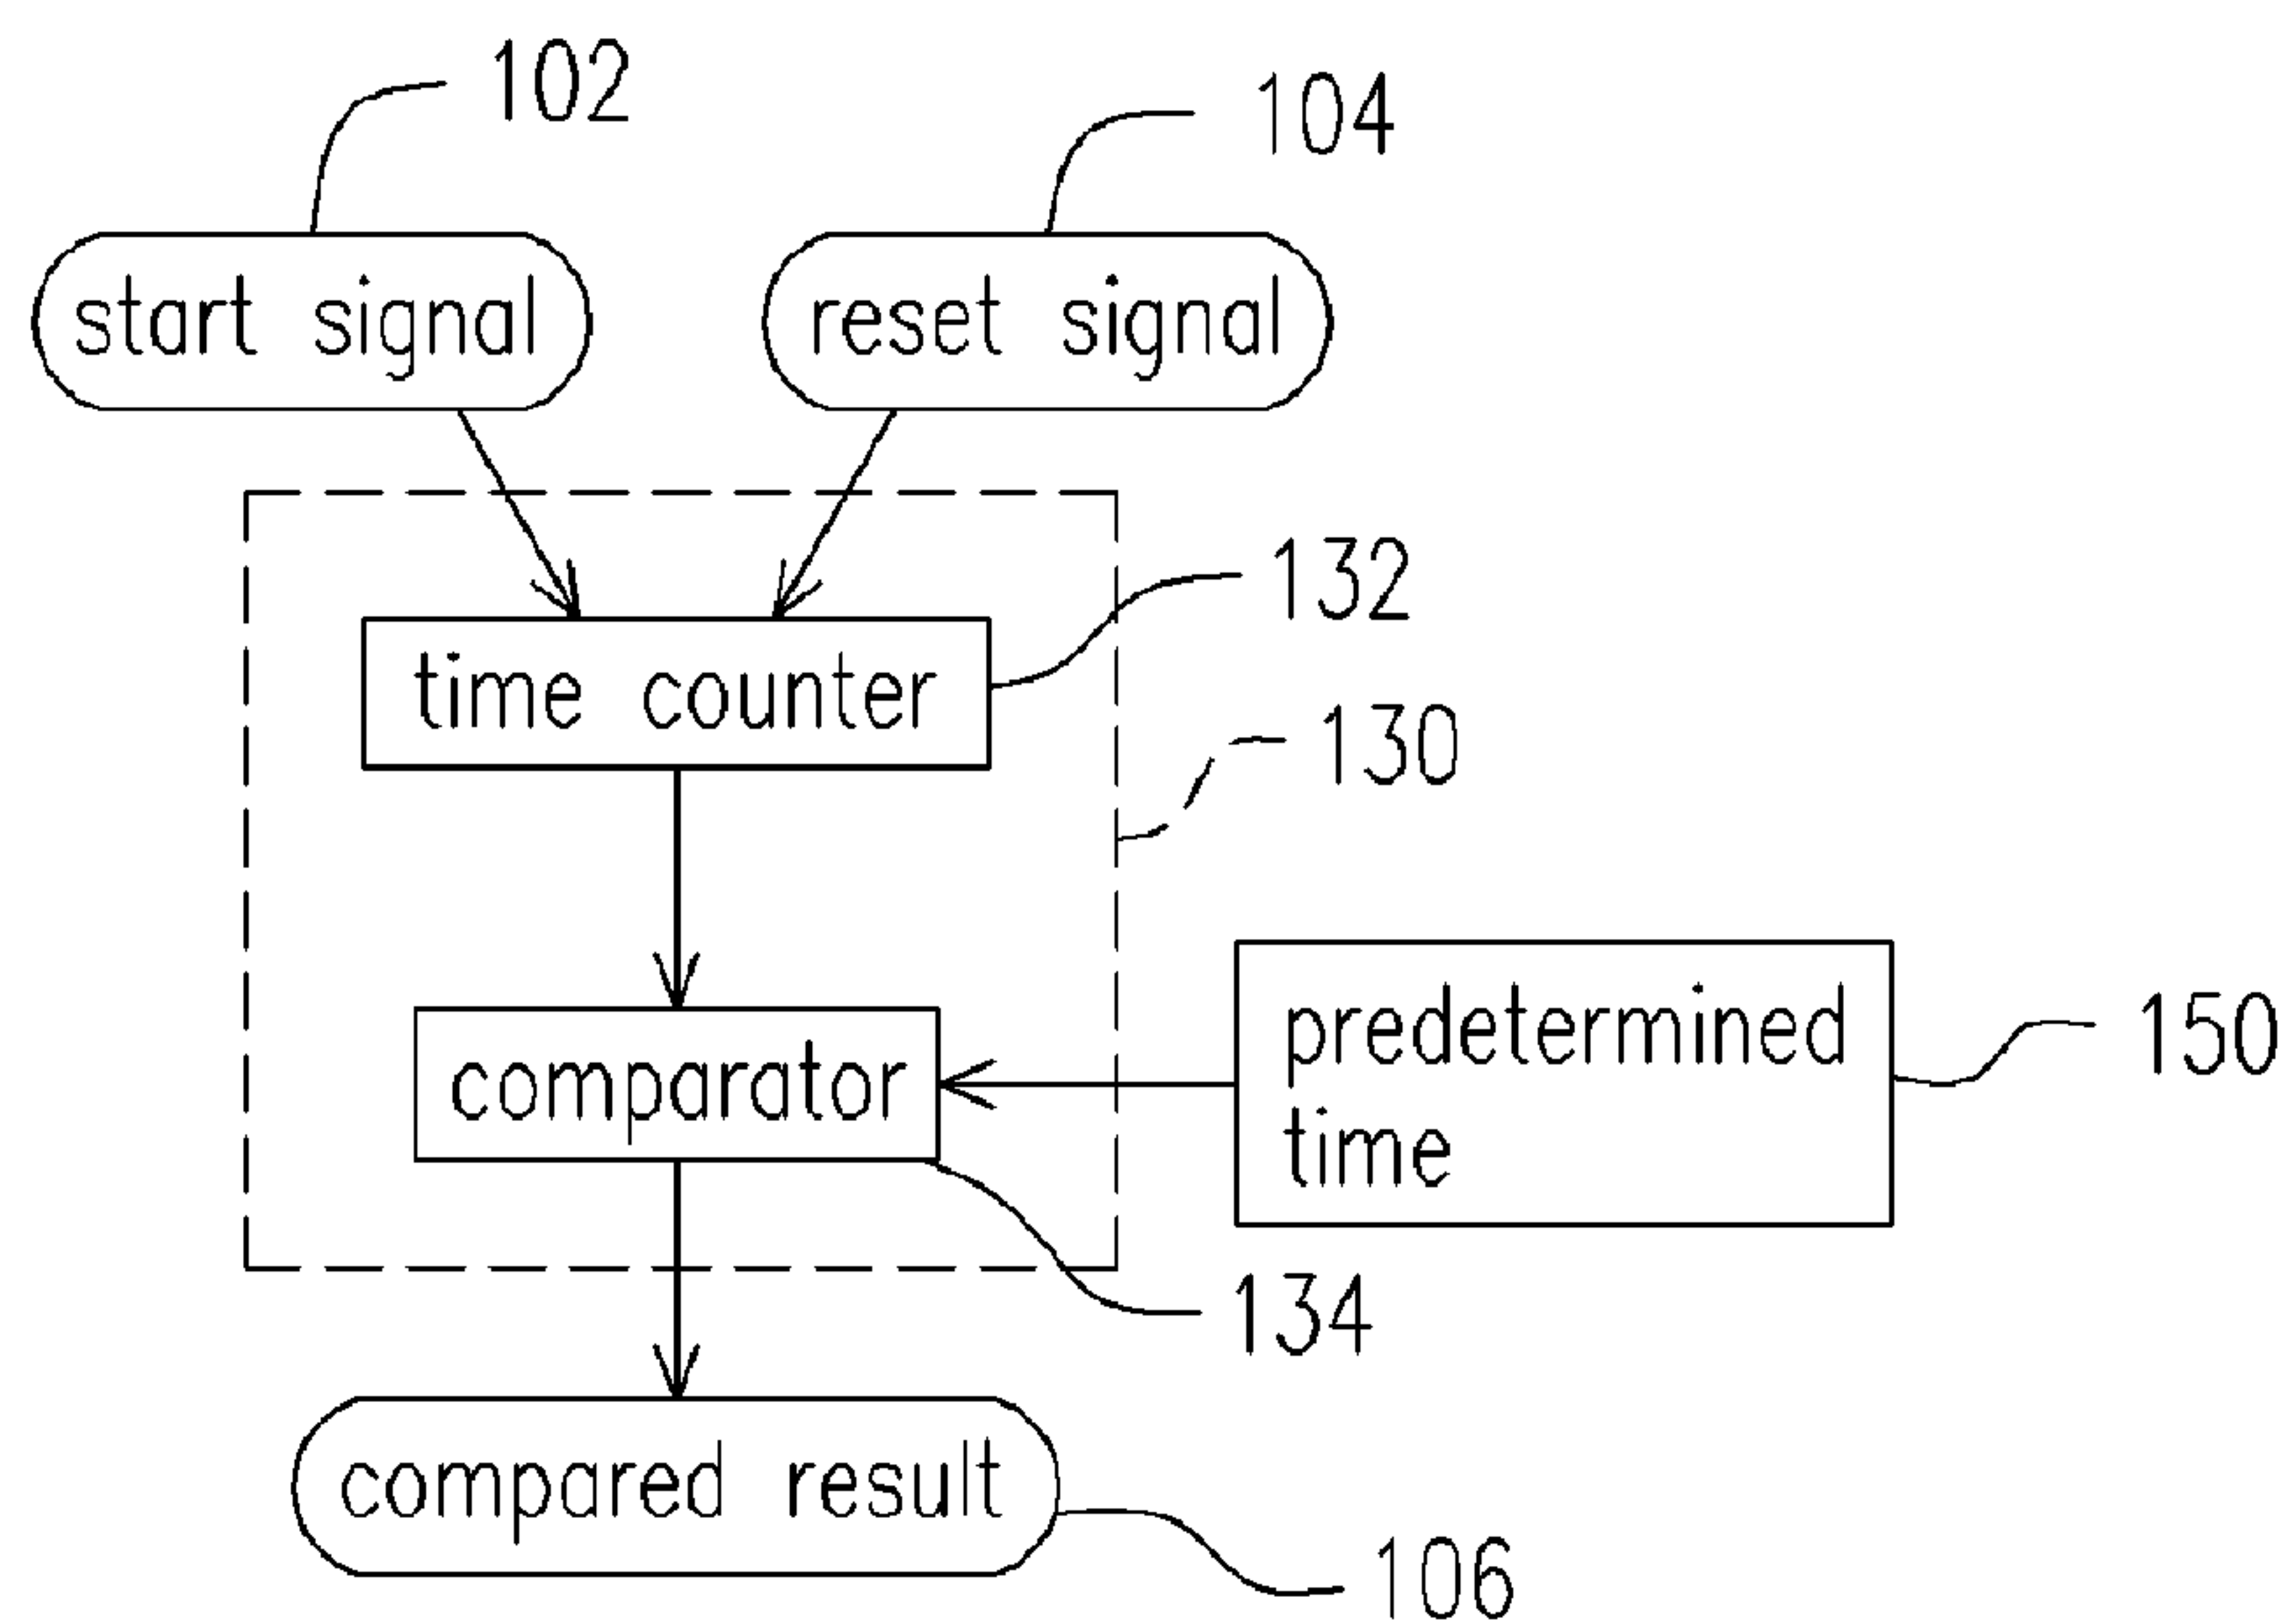 102
104
start signal
reset signal
132
time counter
130
predetermined
time
150
comparator
134
compared result
106